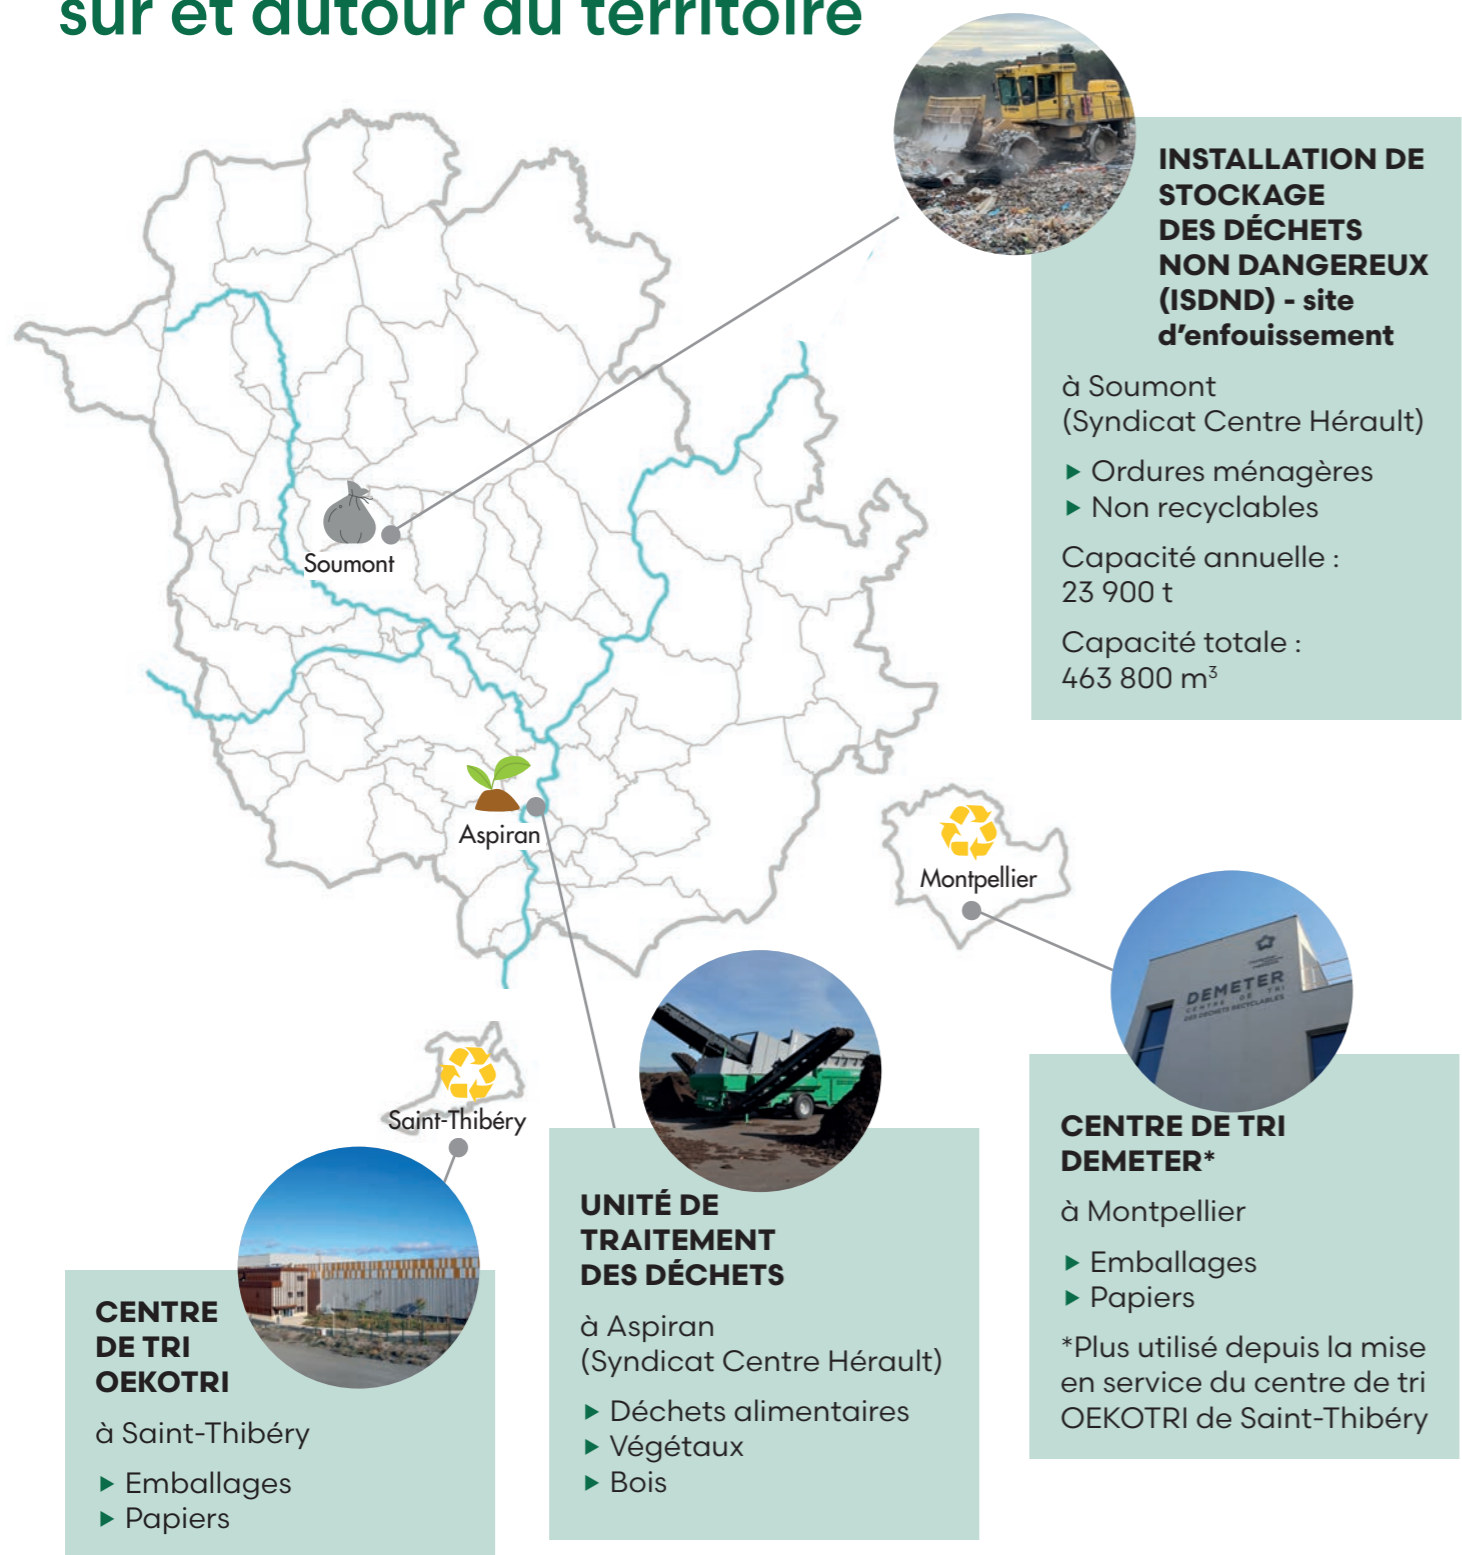 sur et autour du territoire
INSTALLATION DE
STOCKAGE
DES DÉCHETS
NON DANGEREUX
(ISDND) - site
d'enfouissement
à Soumont
(Syndicat Centre Hérault)
▶ Ordures ménagères
▶ Non recyclables
Capacité annuelle :
23 900 t
Capacité totale :
463 800 m³
Soumont
Aspiran
Montpellier
Saint-Thibéry
DEMETER
CENTRE DE TRI
DES DECHETS RECYCLABLES
CENTRE DE TRI
DEMETER*
à Montpellier
▶ Emballages
▶ Papiers
*Plus utilisé depuis la mise
en service du centre de tri
OEKOTRI de Saint-Thibéry
UNITÉ DE
TRAITEMENT
DES DÉCHETS
à Aspiran
(Syndicat Centre Hérault)
▶ Déchets alimentaires
▶ Végétaux
▶ Bois
CENTRE
DE TRI
OEKOTRI
à Saint-Thibéry
▶ Emballages
▶ Papiers